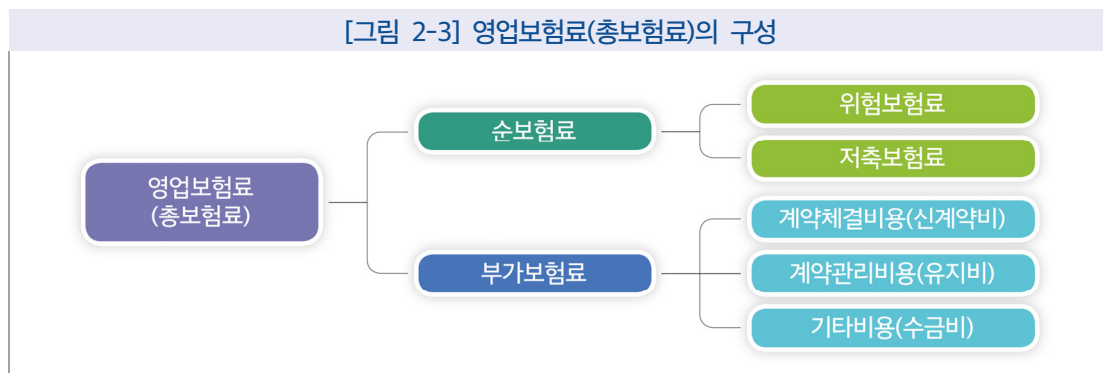 [그림 2-3] 영업보험료(총보험료)의 구성
영업보험료
(총보험료)
순보험료
위험보험료
저축보험료
부가보험료
계약체결비용(신계약비)
계약관리비용(유지비)
기타비용(수금비)